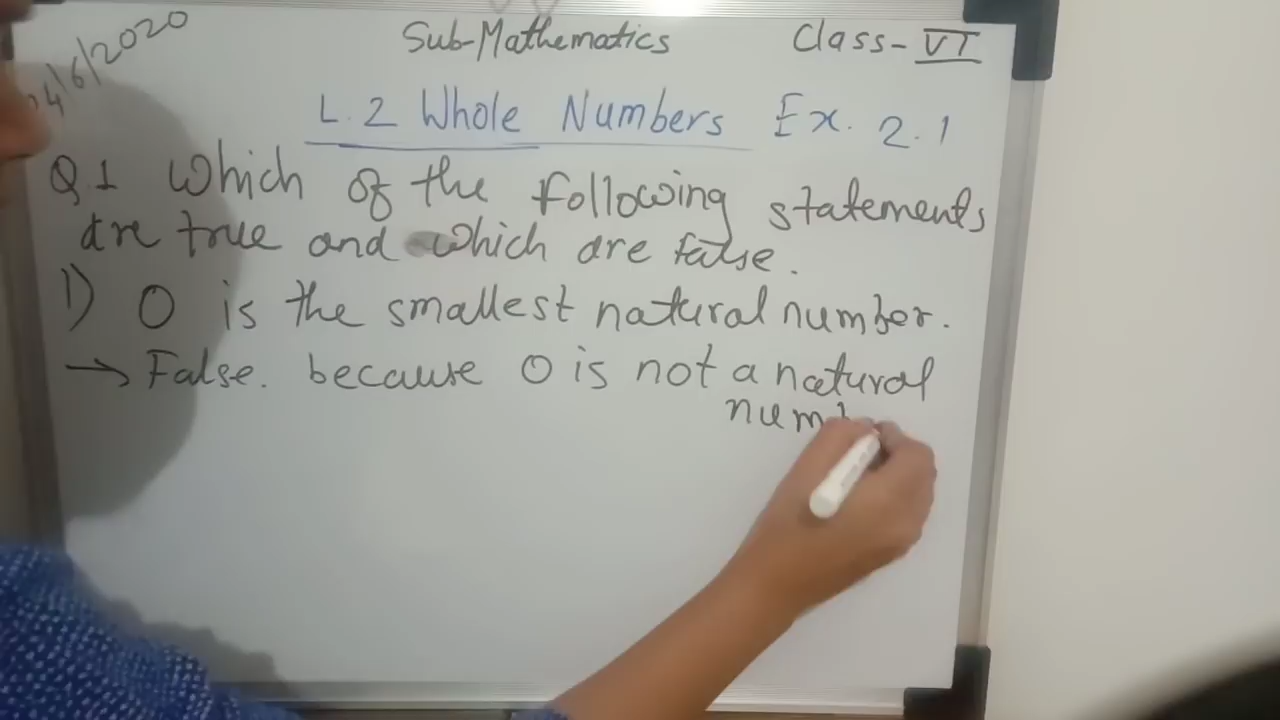 4/6/2020
Sub-Mathematics Class-VI
L.2 Whole Numbers Ex. 2.1
Q.1 Which of the following statements
are true and which are false.
1) 0 is the smallest natural number.
→ False. because 0 is not a natural